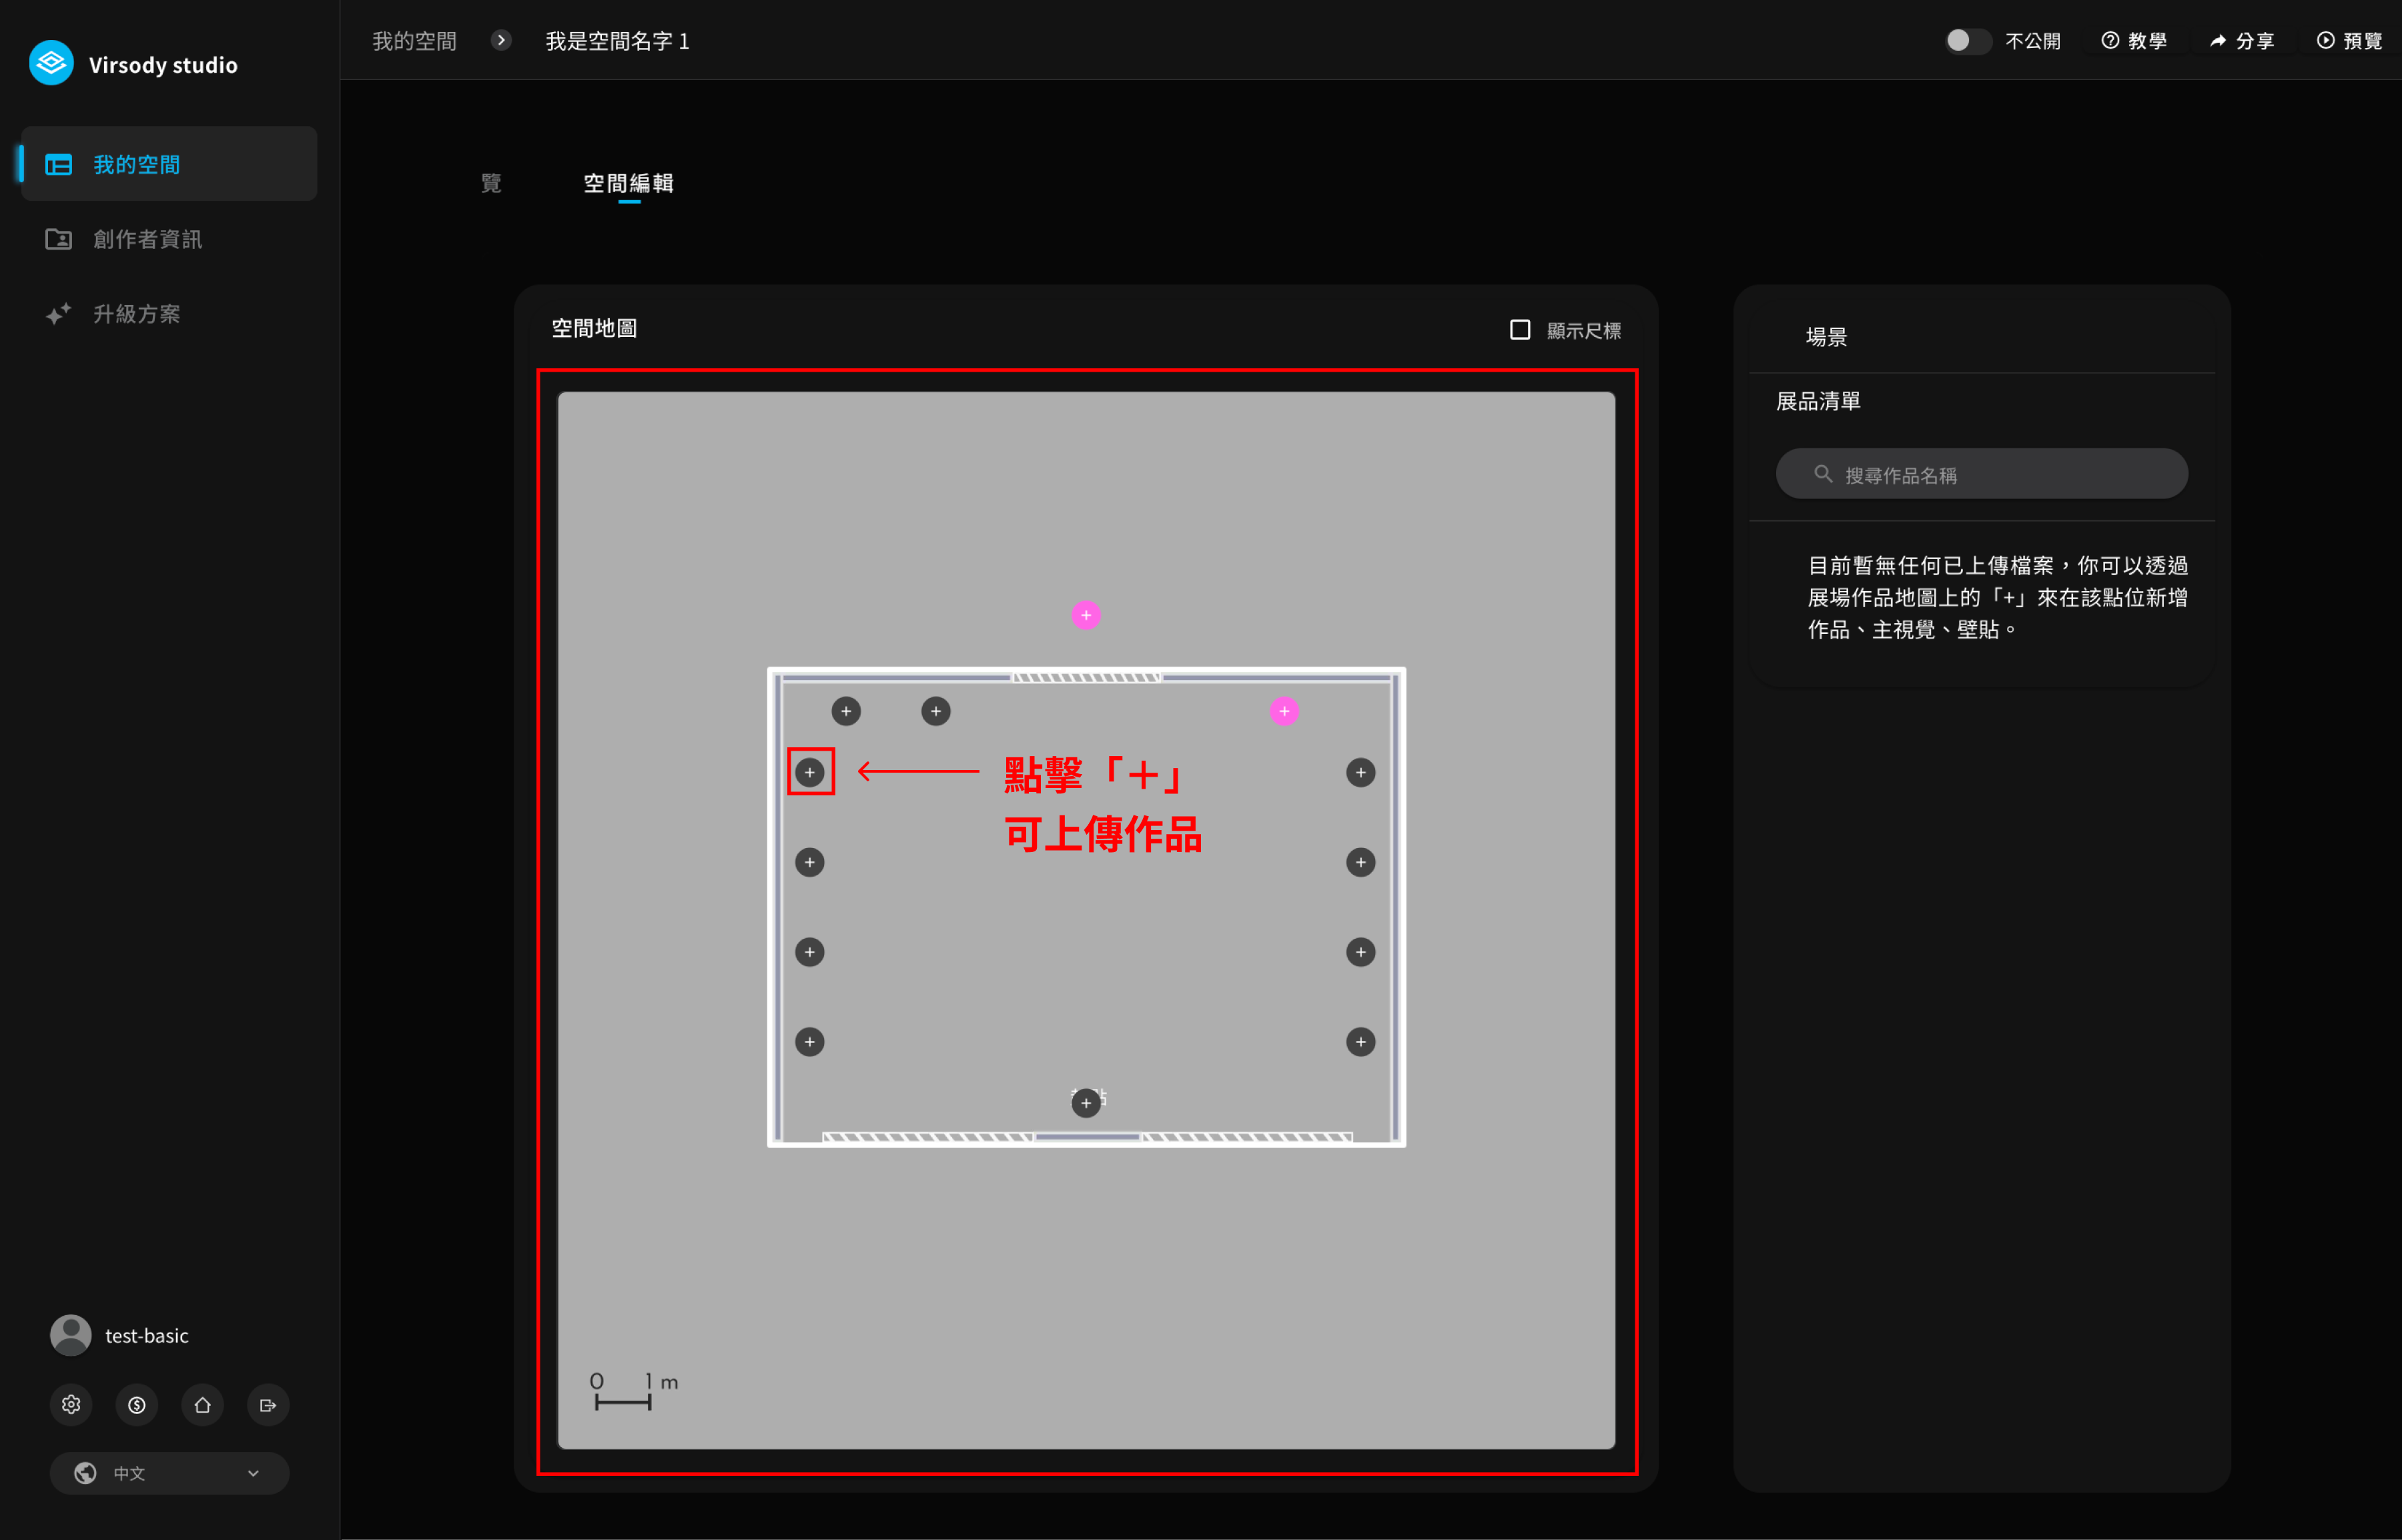 Virsody studio
我的空間
創作者資訊
升級方案
test-basic
中文
我的空間
我是空間名字 1
不公開
教學
分享
預覽
覽
空間編輯
空間地圖
顯示尺標
點擊「＋」
可上傳作品
0 1 m
場景
展品清單
搜尋作品名稱
目前暫無任何已上傳檔案，你可以透過
展場作品地圖上的「+」來在該點位新增
作品、主視覺、壁貼。